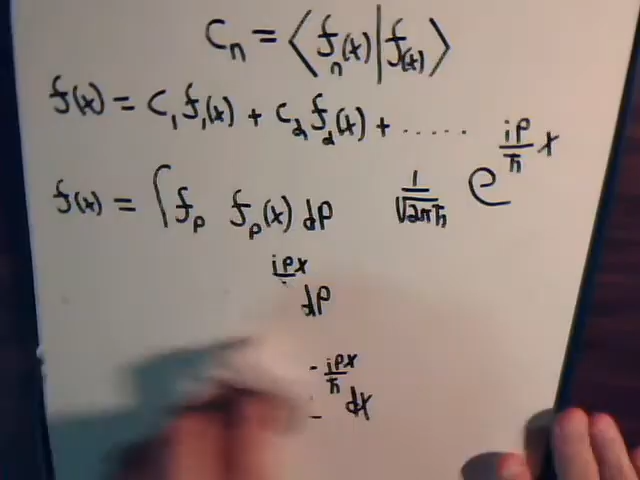 Cₙ = ⟨fₙ(x)|f(x)⟩
f(x) = C₁f₁(x) + C₂f₂(x) + ......
f(x) = ∫fₚ fₚ(x) dp 1/√2πħ e^(ip/ħ x)
ipx
dp
- ipx/ħ
dx